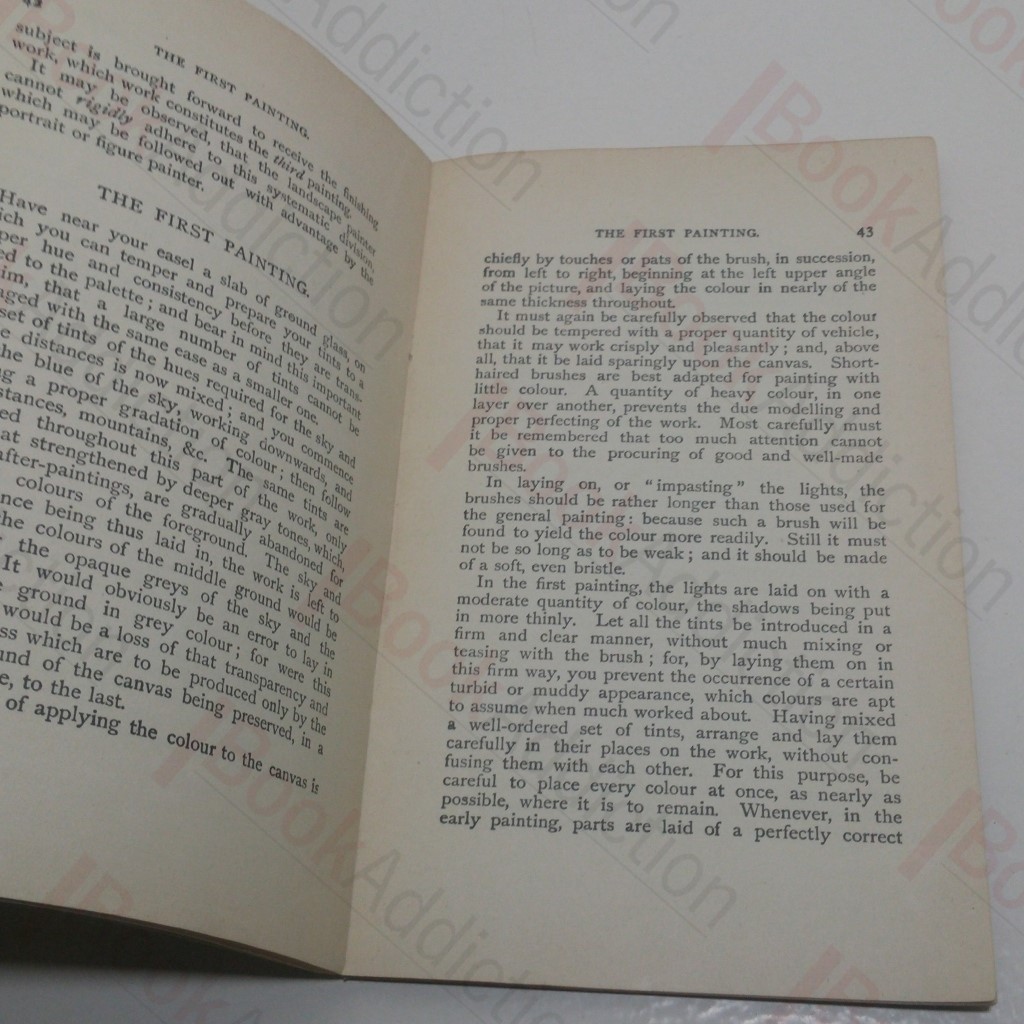 42
THE FIRST PAINTING.
subject is brought forward to receive the finishing
work, which work constitutes the third painting.
It may be observed, that the landscape painter
cannot rigidly adhere to this systematic division,
which may be followed out with advantage by the
portrait or figure painter.
THE FIRST PAINTING.
Have near your easel a slab of ground glass, on
which you can temper and prepare your tints to a
per hue and consistency before they are trans-
ed to the palette; and bear in mind this important
im, that a large number of tints cannot be
aged with the same ease as a smaller one.
set of tints of the hues required for the sky and
e distances is now mixed; and you commence
the blue of the sky, working downwards, and
ng a proper gradation of colour; then follow
stances, mountains, &c. The same tints are
ed throughout this part of the work, only
at strengthened by deeper gray tones, which,
after-paintings, are gradually abandoned for
colours of the foreground. The sky and
nce being thus laid in, the work is left to
the colours of the middle ground would be
the opaque greys of the sky and the
It would obviously be an error to lay in
e ground in grey colour; for were this
would be a loss of that transparency and
ss which are to be produced only by the
und of the canvas being preserved, in a
e, to the last.
of applying the colour to the canvas is
THE FIRST PAINTING. 43
chiefly by touches or pats of the brush, in succession,
from left to right, beginning at the left upper angle
of the picture, and laying the colour in nearly of the
same thickness throughout.
It must again be carefully observed that the colour
should be tempered with a proper quantity of vehicle,
that it may work crisply and pleasantly; and, above
all, that it be laid sparingly upon the canvas. Short-
haired brushes are best adapted for painting with
little colour. A quantity of heavy colour, in one
layer over another, prevents the due modelling and
proper perfecting of the work. Most carefully must
it be remembered that too much attention cannot
be given to the procuring of good and well-made
brushes.
In laying on, or "impasting" the lights, the
brushes should be rather longer than those used for
the general painting: because such a brush will be
found to yield the colour more readily. Still it must
not be so long as to be weak; and it should be made
of a soft, even bristle.
In the first painting, the lights are laid on with a
moderate quantity of colour, the shadows being put
in more thinly. Let all the tints be introduced in a
firm and clear manner, without much mixing or
teasing with the brush; for, by laying them on in
this firm way, you prevent the occurrence of a certain
turbid or muddy appearance, which colours are apt
to assume when much worked about. Having mixed
a well-ordered set of tints, arrange and lay them
carefully in their places on the work, without con-
fusing them with each other. For this purpose, be
careful to place every colour at once, as nearly as
possible, where it is to remain. Whenever, in the
early painting, parts are laid of a perfectly correct